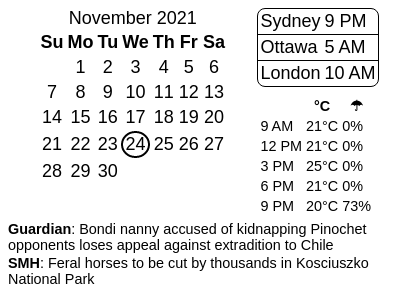 November 2021
Su Mo Tu We Th Fr Sa
1 2 3 4 5 6
7 8 9 10 11 12 13
14 15 16 17 18 19 20
21 22 23 24 25 26 27
28 29 30
Sydney 9 PM
Ottawa 5 AM
London 10 AM
°C ☂
9 AM 21°C 0%
12 PM 21°C 0%
3 PM 25°C 0%
6 PM 21°C 0%
9 PM 20°C 73%
Guardian: Bondi nanny accused of kidnapping Pinochet
opponents loses appeal against extradition to Chile
SMH: Feral horses to be cut by thousands in Kosciuszko
National Park